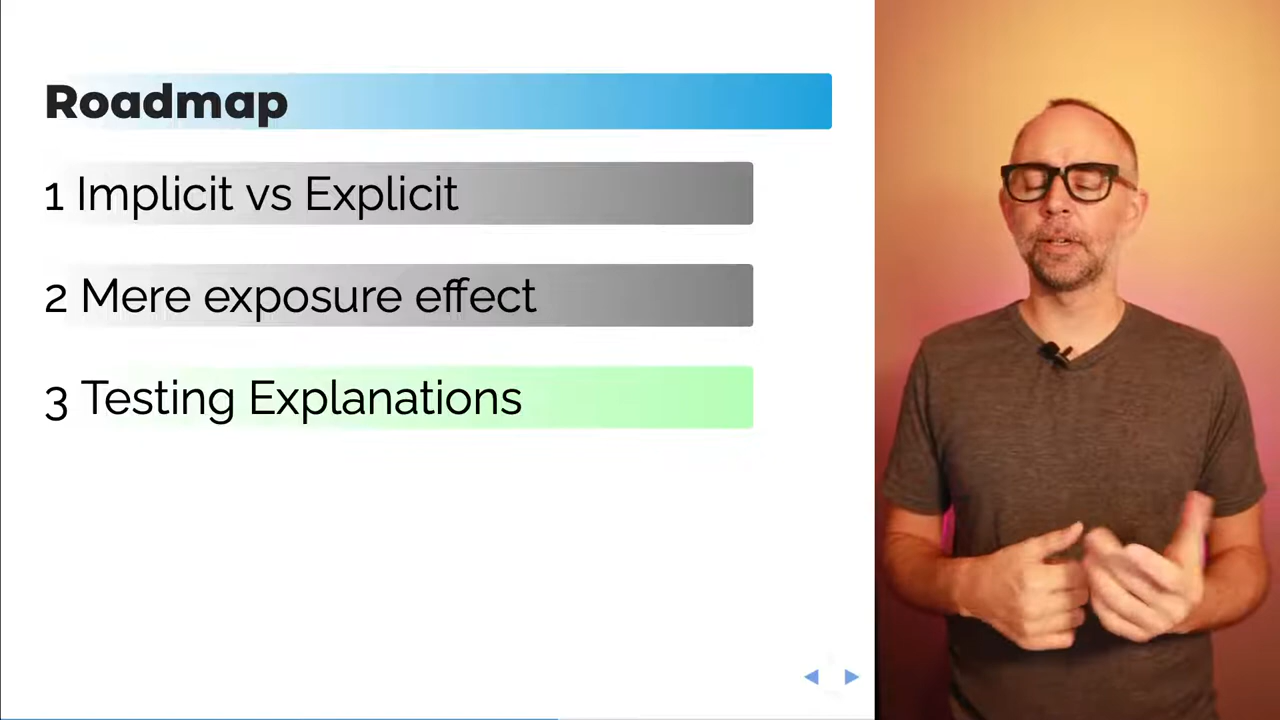 Roadmap
1 Implicit vs Explicit
2 Mere exposure effect
3 Testing Explanations